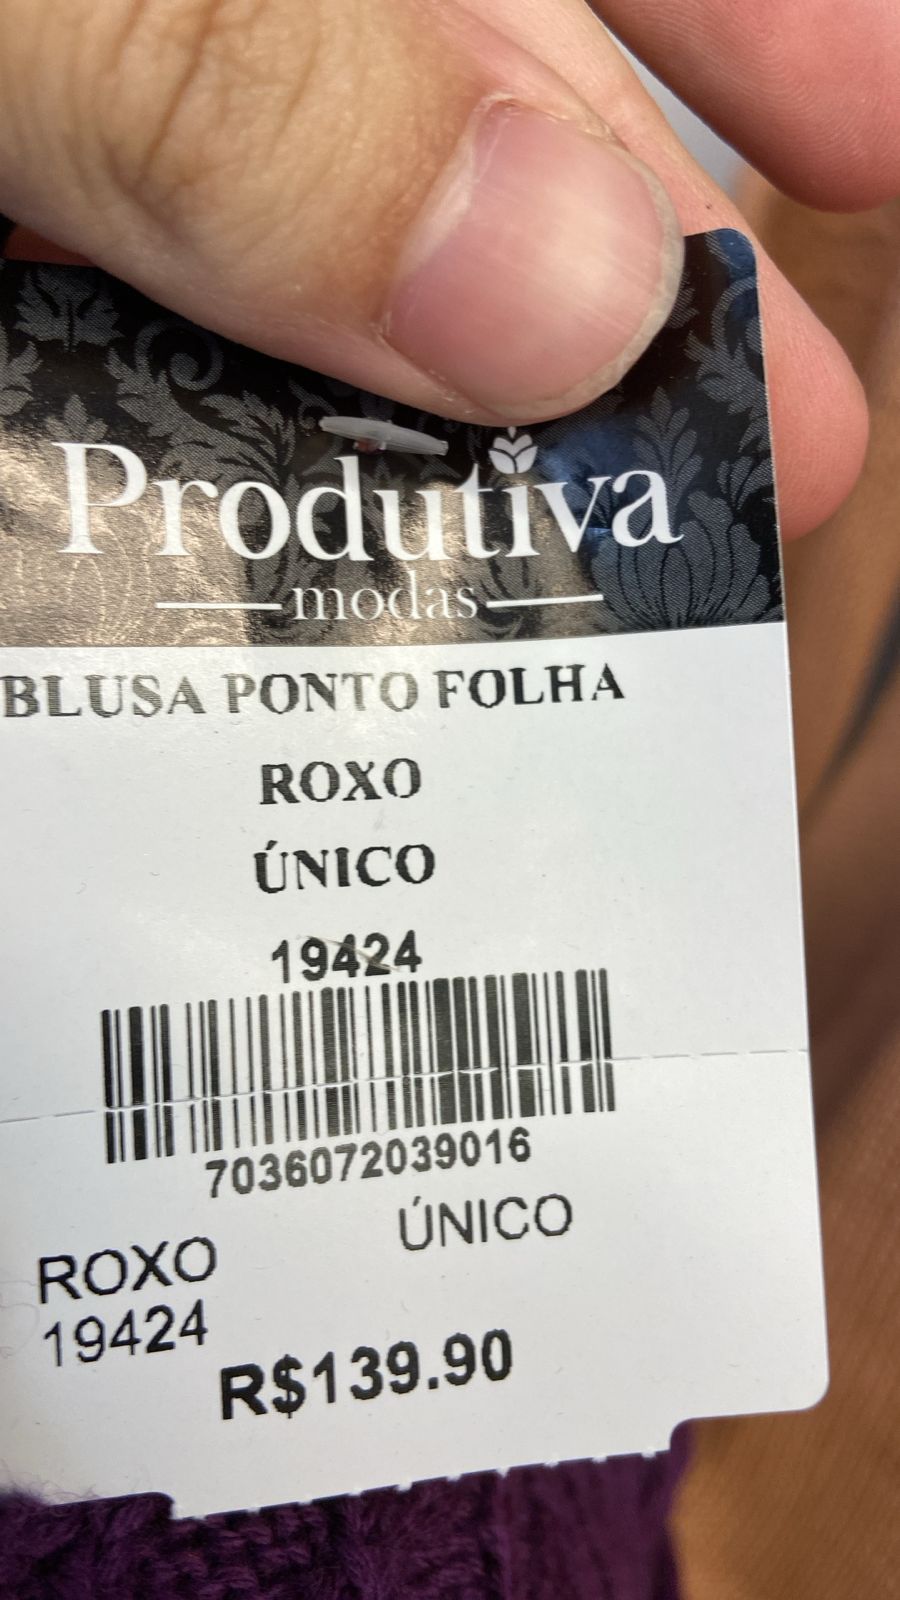 Produtiva
modas
BLUSA PONTO FOLHA
ROXO
ÚNICO
19424
7036072039016
ROXO ÚNICO
19424
R$139.90